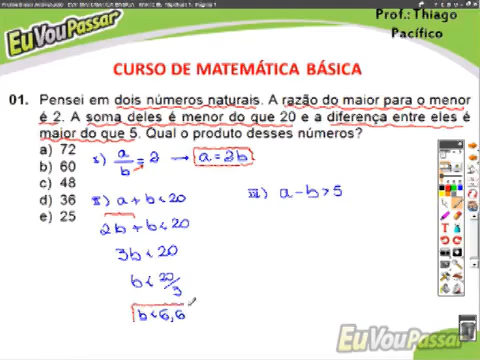 EuVouPassar
Prof.: Thiago
Pacífico
CURSO DE MATEMÁTICA BÁSICA
01. Pensei em dois números naturais. A razão do maior para o menor
é 2. A soma deles é menor do que 20 e a diferença entre eles é
maior do que 5. Qual o produto desses números?
a) 72
b) 60
c) 48
d) 36
e) 25
I) a/b = 2 → a = 2b
II) a + b < 20
2b + b < 20
3b < 20
b < 20/3
b < 6,6
III) a - b > 5
EuVouPassar